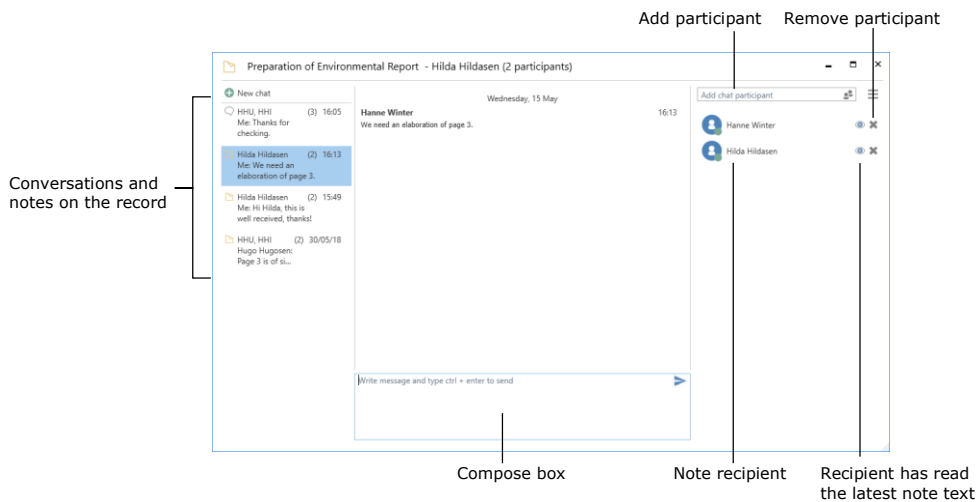 Add participant Remove participant
Preparation of Environmental Report - Hilda Hildasen (2 participants)
New chat
HHU, HHI (3) 16:05
Me: Thanks for
checking.
Hilda Hildasen (2) 16:13
Me: We need an
elaboration of page 3.
Hilda Hildasen (2) 15:49
Me: Hi Hilda, this is
well received, thanks!
HHU, HHI (2) 30/05/18
Hugo Hugosen:
Page 3 is of si...
Wednesday, 15 May
Hanne Winter 16:13
We need an elaboration of page 3.
Write message and type ctrl + enter to send
Add chat participant
Hanne Winter
Hilda Hildasen
Conversations and
notes on the record
Compose box
Note recipient
Recipient has read
the latest note text